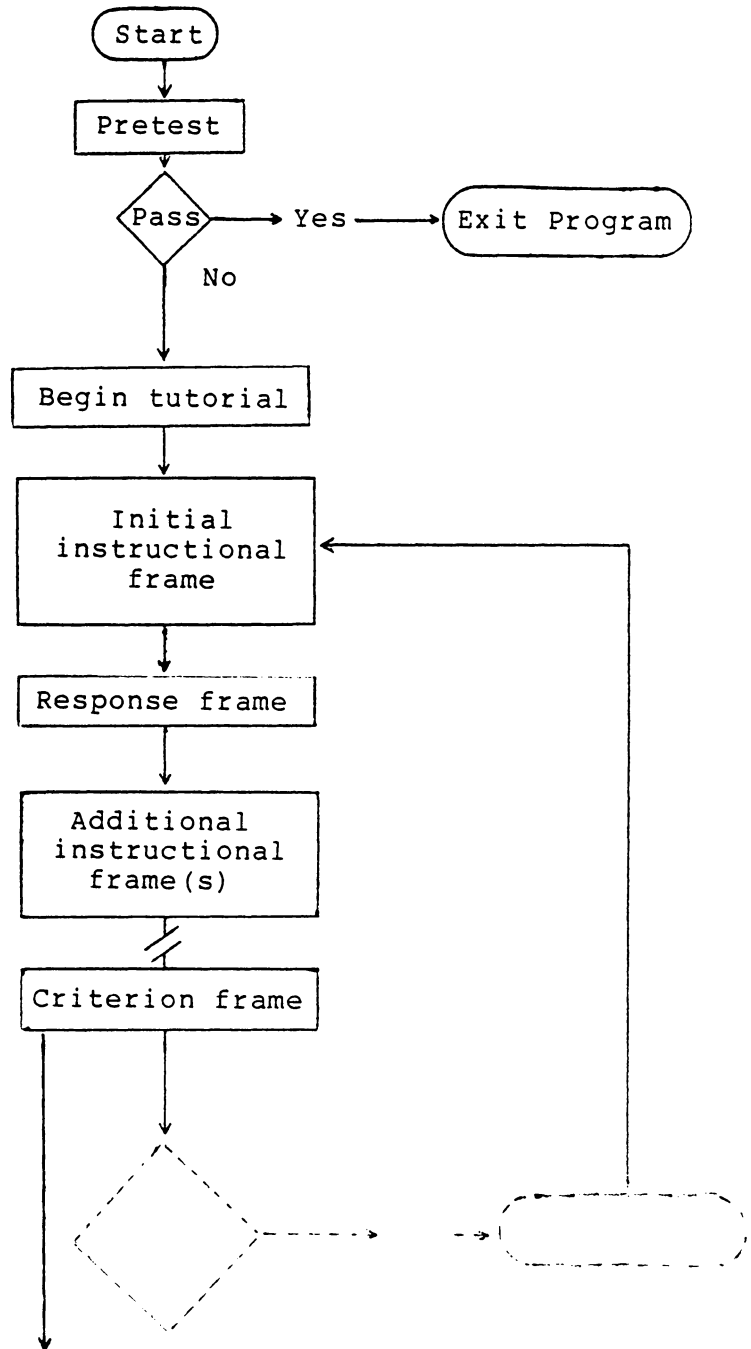 Start
Pretest
Pass
Yes
Exit Program
No
Begin tutorial
Initial
instructional
frame
Response frame
Additional
instructional
frame(s)
Criterion frame